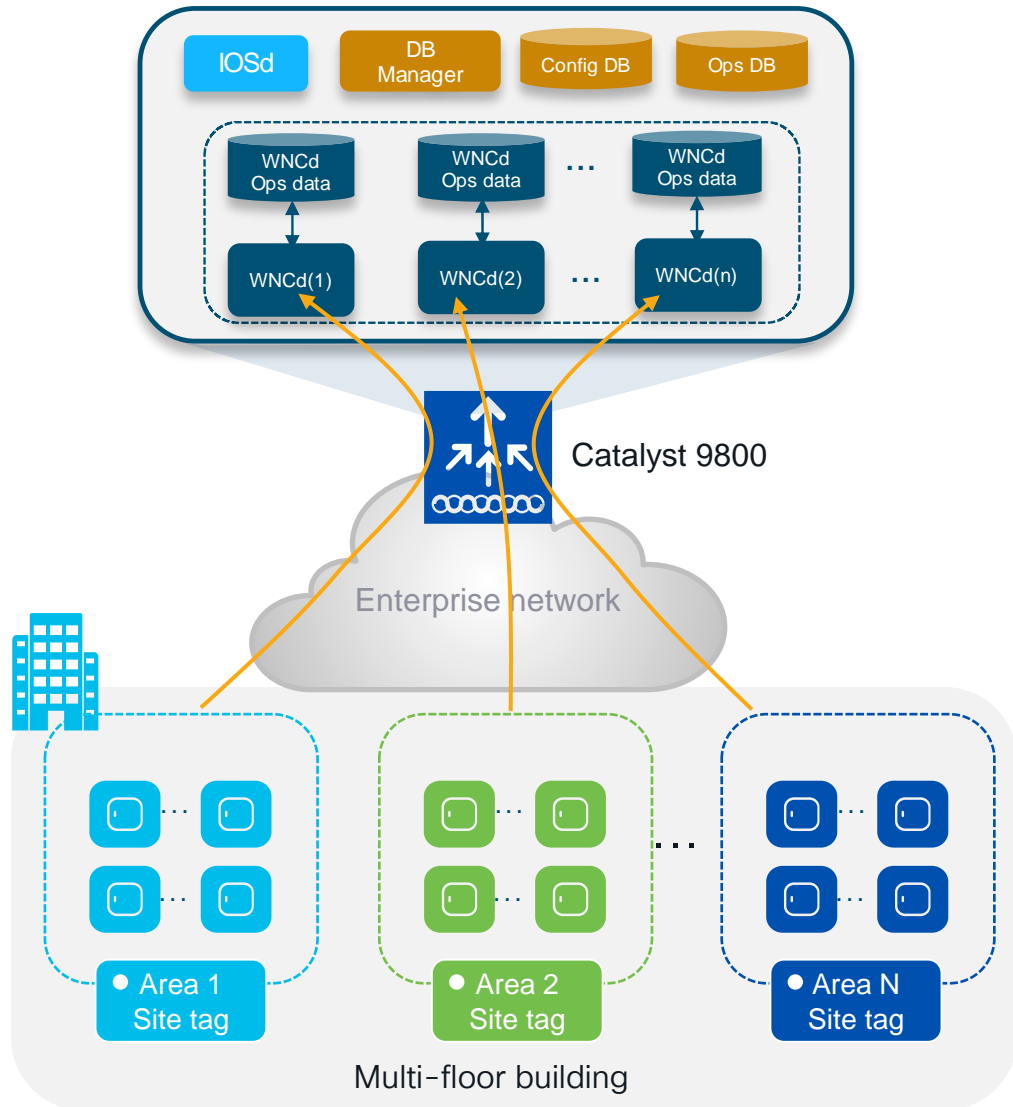 IOSd
DB
Manager
Config DB
Ops DB
WNCd
Ops data
WNCd
Ops data
...
WNCd
Ops data
WNCd(1)
WNCd(2)
...
WNCd(n)
Catalyst 9800
Enterprise network
...
...
...
...
...
...
...
• Area 1
Site tag
• Area 2
Site tag
• Area N
Site tag
Multi-floor building